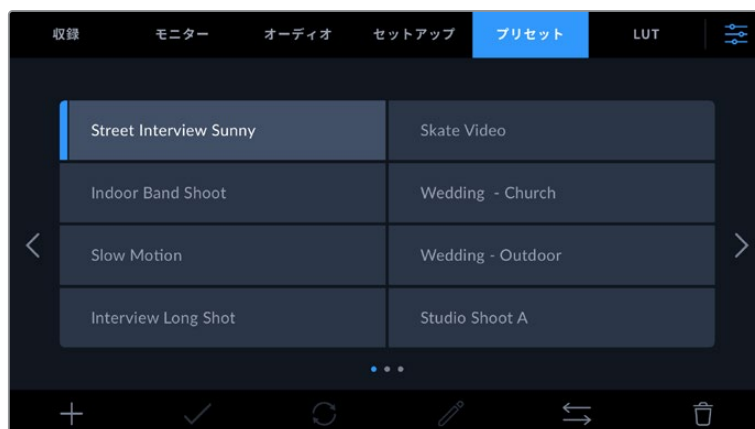 収録
モニター
オーディオ
セットアップ
プリセット
LUT
Street Interview Sunny
Skate Video
Indoor Band Shoot
Wedding - Church
Slow Motion
Wedding - Outdoor
Interview Long Shot
Studio Shoot A